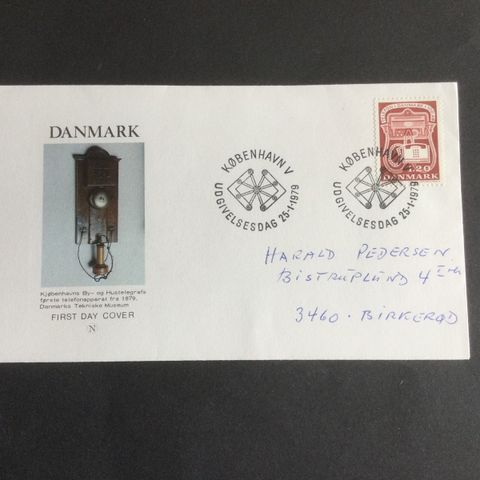 DANMARK
Kjøbenhavns By- og Hustelegrafs
første telefonapparat fra 1879,
Danmarks Tekniske Museum
FIRST DAY COVER
N
KØBENHAVN V
UDGIVELSESDAG 25-1-1979
KØBENHAVN V
UDGIVELSESDAG 25-1-1979
DANMARK
HARALD PEDERSEN
BISTRUPLUND 4
3460 · BIRKERØD